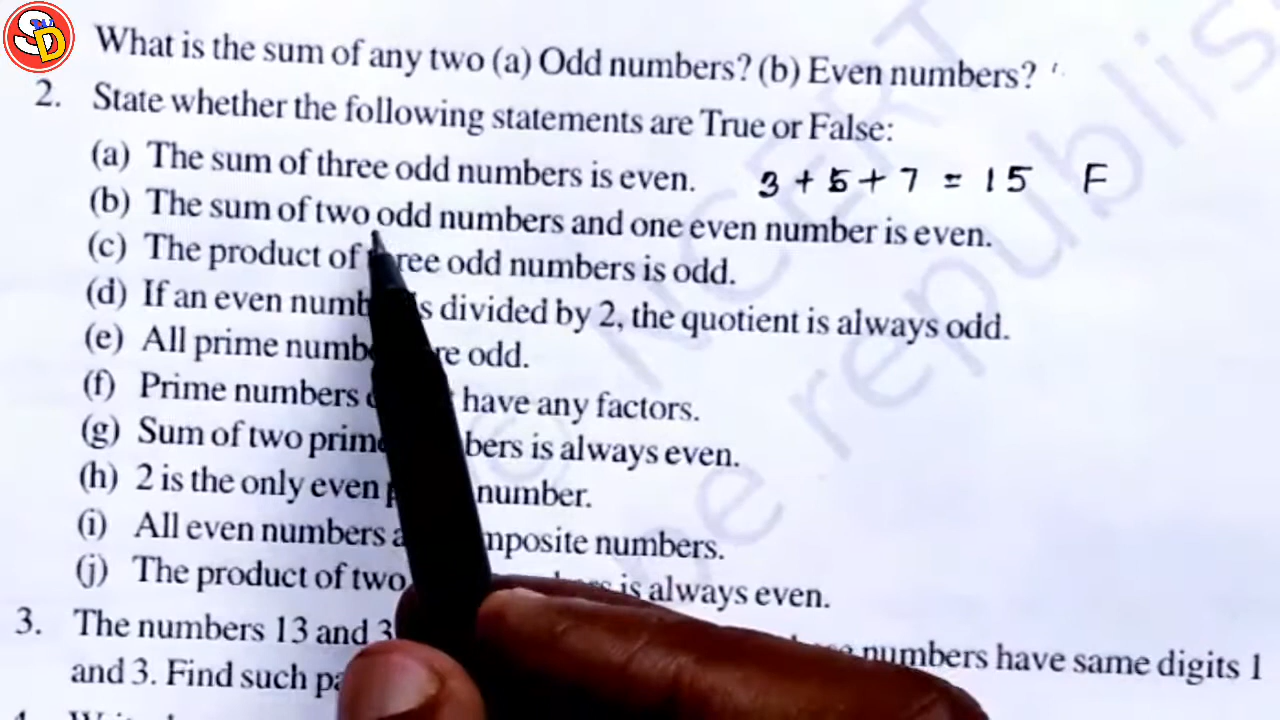 SD
What is the sum of any two (a) Odd numbers? (b) Even numbers?
2. State whether the following statements are True or False:
(a) The sum of three odd numbers is even. 3 + 5 + 7 = 15 F
(b) The sum of two odd numbers and one even number is even.
(c) The product of three odd numbers is odd.
(d) If an even numb s divided by 2, the quotient is always odd.
(e) All prime numb re odd.
(f) Prime numbers have any factors.
(g) Sum of two prime bers is always even.
(h) 2 is the only even number.
(i) All even numbers a mposite numbers.
(j) The product of two is always even.
3. The numbers 13 and 3 numbers have same digits 1
and 3. Find such pa
© NCERT
be republis